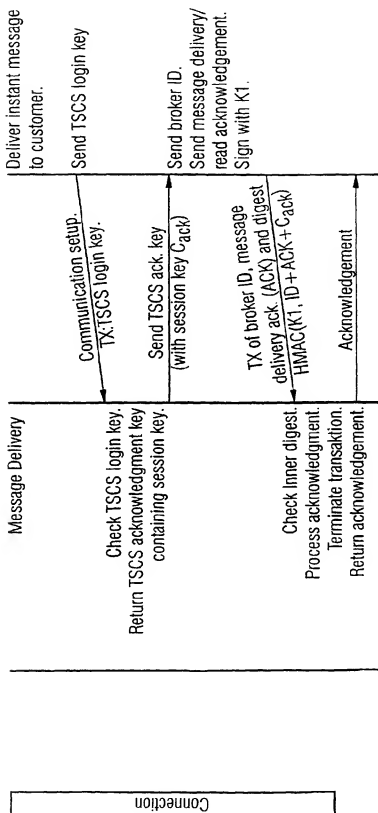 Connection
Message Delivery
Check TSCS login key.
Return TSCS acknowledgment key
containing session key.
Check Inner digest.
Process acknowledgment.
Terminate transaktion.
Return acknowledgement.
Communication setup.
TX:TSCS login key.
Send TSCS ack. key
(with session key Cack)
TX of broker ID, message
delivery ack. (ACK) and digest
HMAC(K1, ID+ACK+Cack)
Acknowledgement
Deliver instant message
to customer.
Send TSCS login key
Send broker ID.
Send message delivery/
read acknowledgement.
Sign with K1.